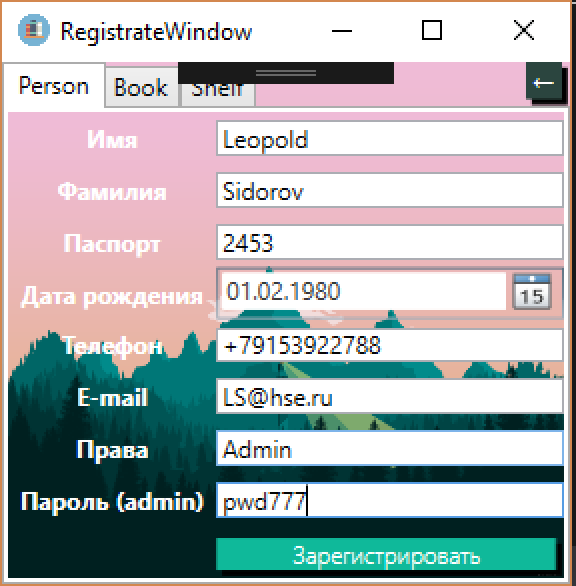 RegistrateWindow
Person Book Shelf
←
Имя Leopold
Фамилия Sidorov
Паспорт 2453
Дата рождения 01.02.1980 15
Телефон +79153922788
E-mail LS@hse.ru
Права Admin
Пароль (admin) pwd777
Зарегистрировать